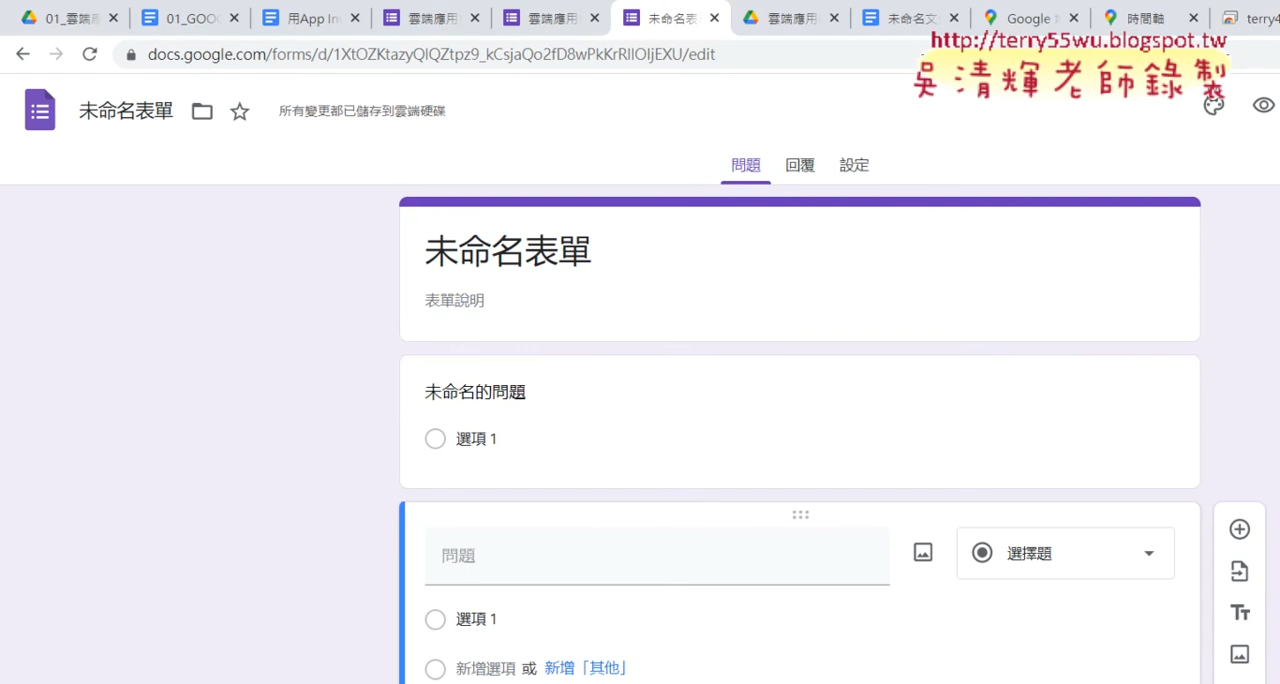 01_雲端
01_GOO
用App In
雲端應用
雲端應用
未命名表
雲端應用
未命名文
Google
時間軸
terry4
docs.google.com/forms/d/1XtOZKtazyQlQZtpz9_kCsjaQo2fD8wPkKrRllOljEXU/edit
http://terry55wu.blogspot.tw
吳清輝老師錄製
未命名表單
所有變更都已儲存到雲端硬碟
問題
回覆
設定
未命名表單
表單說明
未命名的問題
選項 1
問題
選擇題
選項 1
新增選項 或 新增「其他」